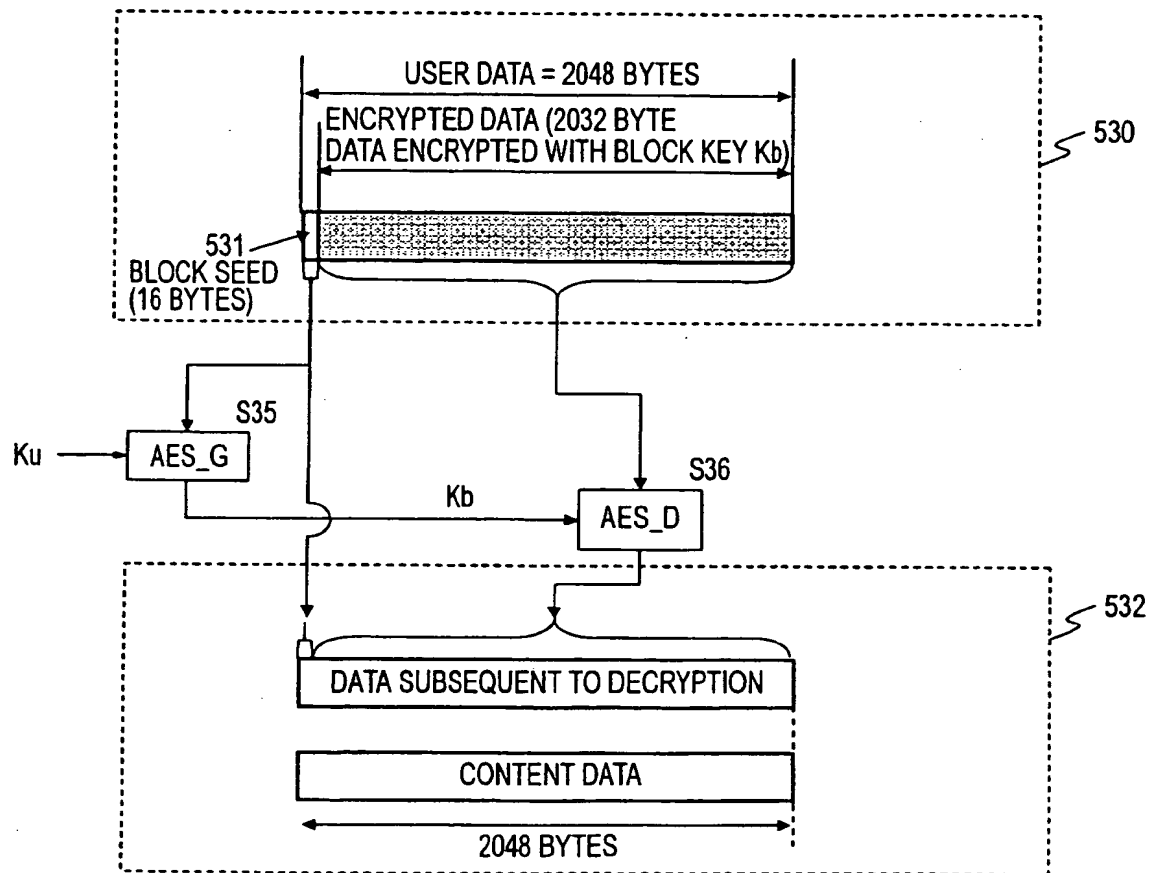 USER DATA = 2048 BYTES
ENCRYPTED DATA (2032 BYTE
DATA ENCRYPTED WITH BLOCK KEY Kb)
530
531
BLOCK SEED
(16 BYTES)
S35
Ku
AES_G
S36
Kb
AES_D
532
DATA SUBSEQUENT TO DECRYPTION
CONTENT DATA
2048 BYTES